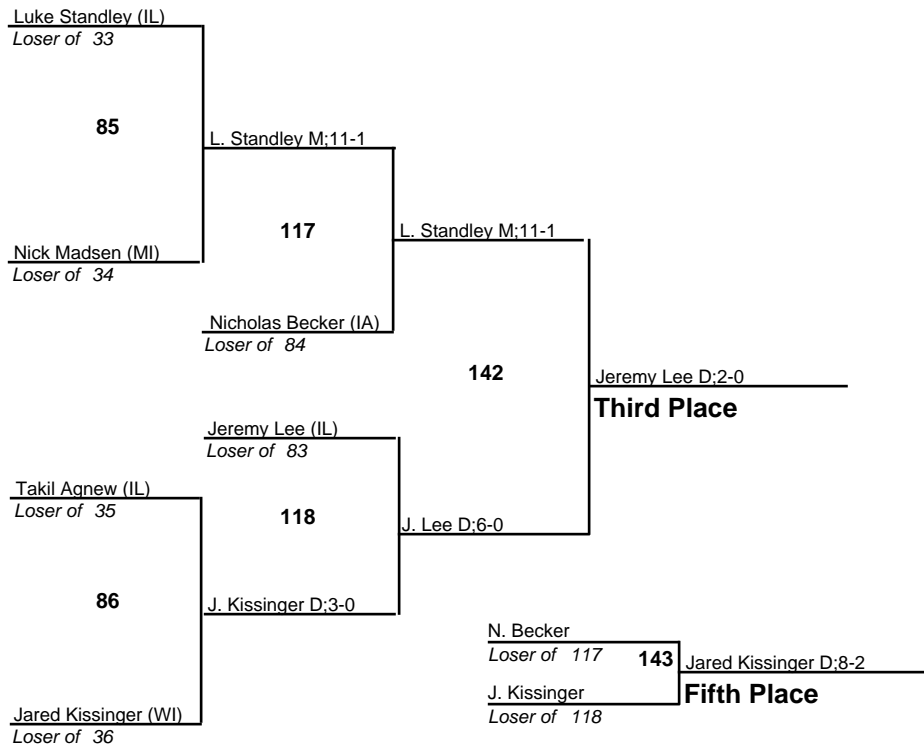 Luke Standley (IL)
Loser of 33
85
L. Standley M;11-1
Nick Madsen (MI)
Loser of 34
117
L. Standley M;11-1
Nicholas Becker (IA)
Loser of 84
142
Jeremy Lee D;2-0
Third Place
Jeremy Lee (IL)
Loser of 83
Takil Agnew (IL)
Loser of 35
118
J. Lee D;6-0
86
J. Kissinger D;3-0
Jared Kissinger (WI)
Loser of 36
N. Becker
Loser of 117
143
Jared Kissinger D;8-2
Fifth Place
J. Kissinger
Loser of 118